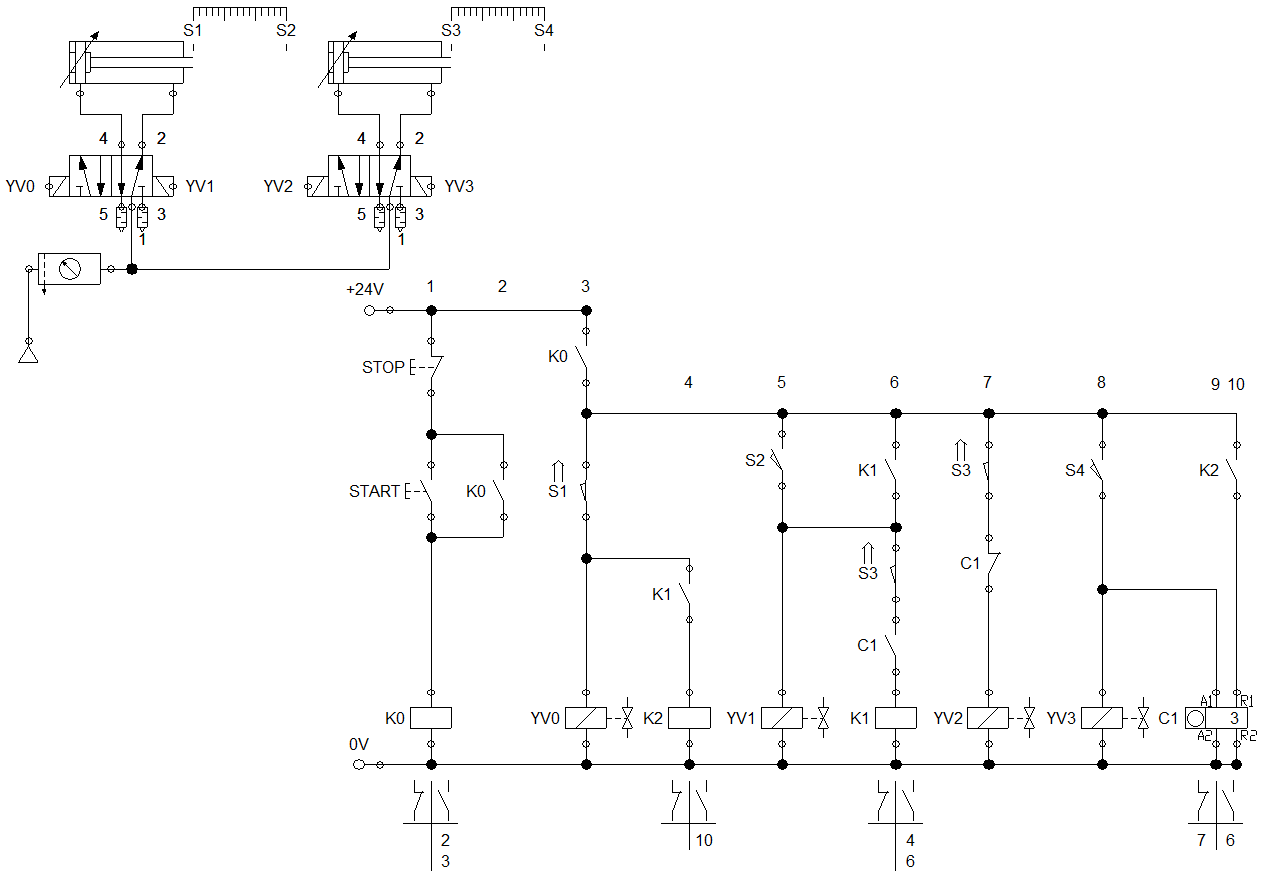 S1 S2 S3 S4
4 2 4 2
YV0 YV1 YV2 YV3
5 3 5 3
1 1
+24V 1 2 3
STOP K0
4 5 6 7 8 9 10
START K0 S1 S2 K1 S3 S4 K2
S3 C1
K1
C1
K0 YV0 K2 YV1 K1 YV2 YV3 C1 A1 R1 3
A2 R2
0V
2 10 4 7 6
3 6